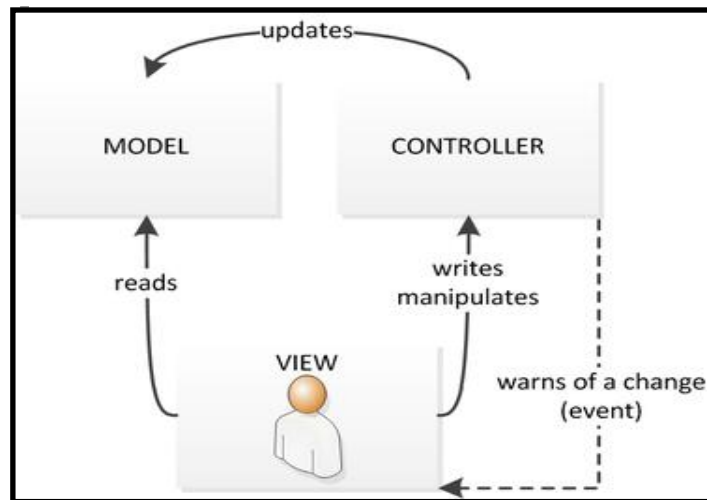 updates
MODEL
CONTROLLER
reads
writes
manipulates
VIEW
warns of a change
(event)